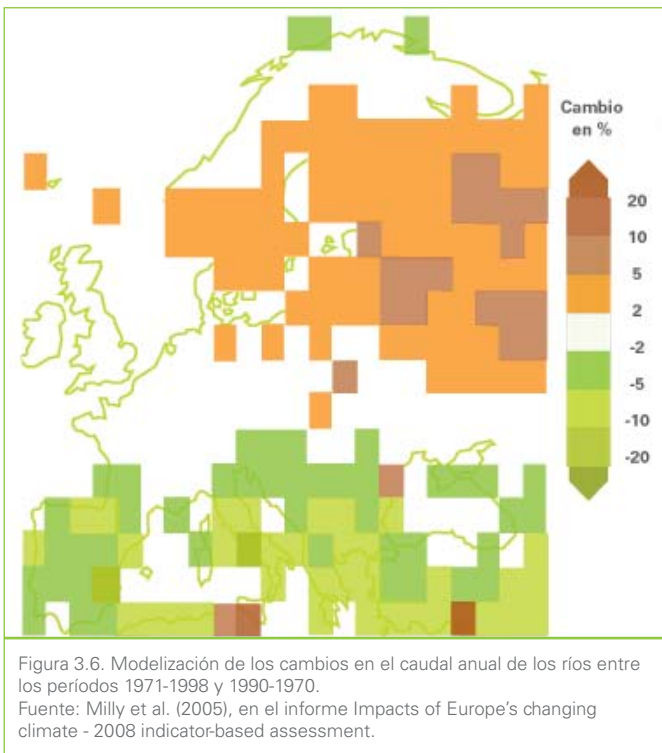 Cambio
en %
20
10
5
2
-2
-5
-10
-20
Figura 3.6. Modelización de los cambios en el caudal anual de los ríos entre
los períodos 1971-1998 y 1990-1970.
Fuente: Milly et al. (2005), en el informe Impacts of Europe's changing
climate - 2008 indicator-based assessment.